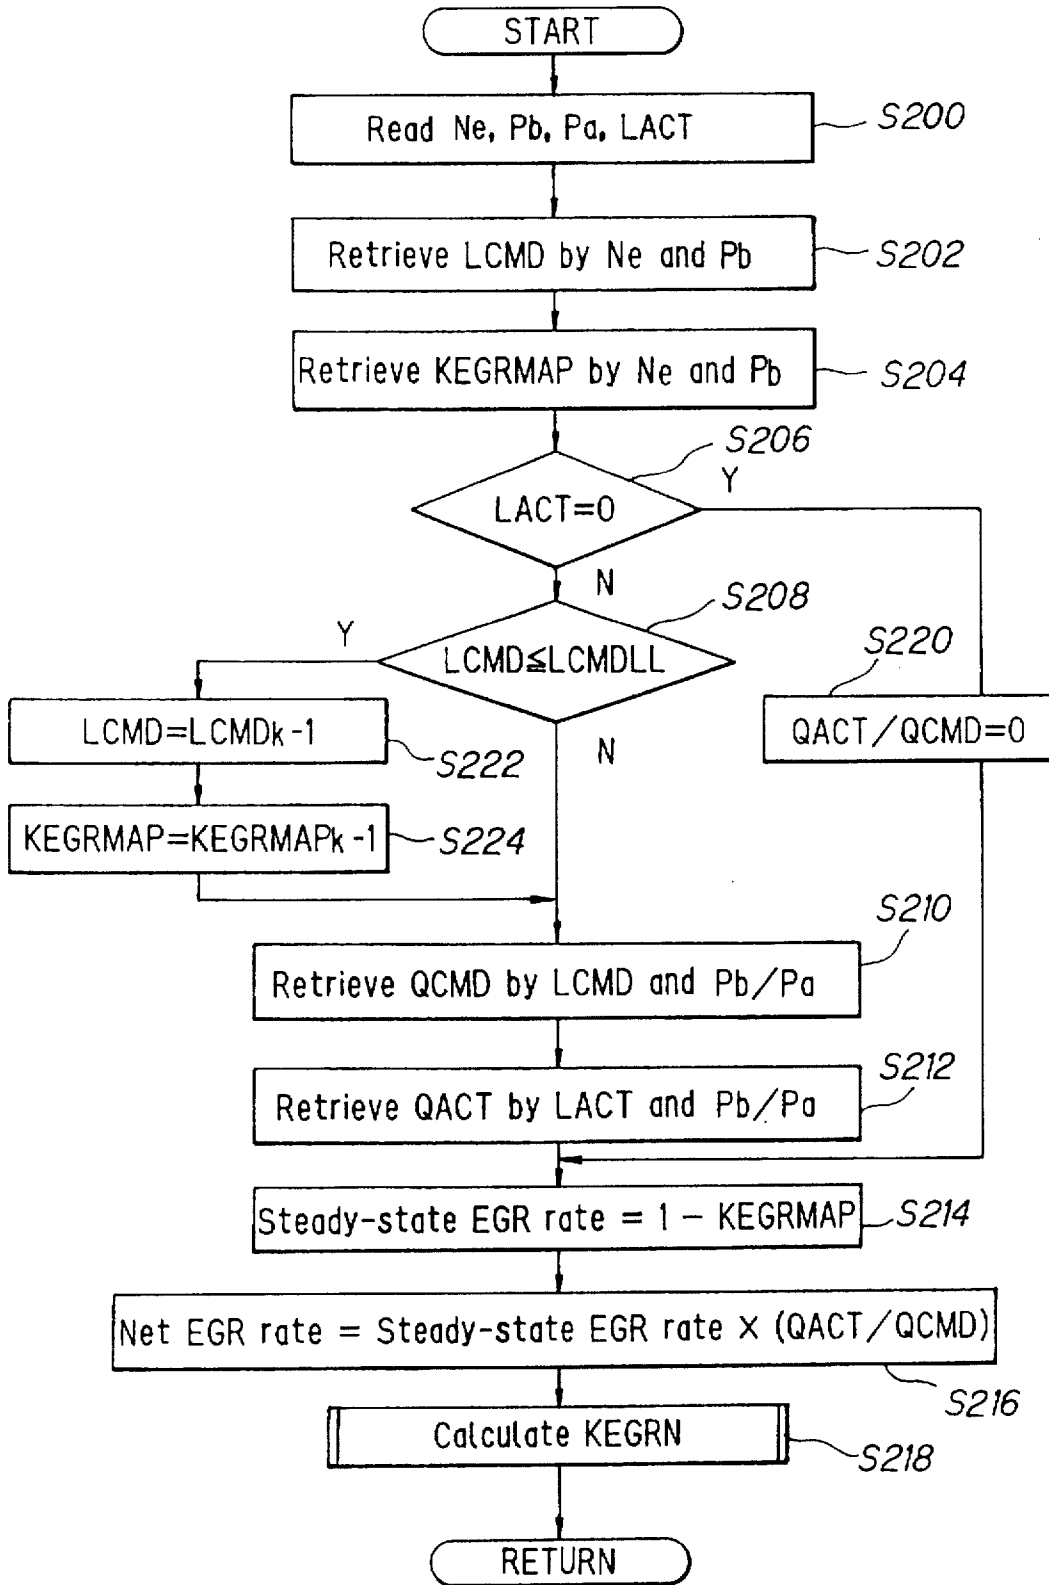 START
Read Ne, Pb, Pa, LACT
S200
Retrieve LCMD by Ne and Pb
S202
Retrieve KEGRMAP by Ne and Pb
S204
S206
LACT=0
Y
N
S208
LCMD≦LCMDLL
Y
N
S220
QACT/QCMD=0
LCMD=LCMDk-1
S222
KEGRMAP=KEGRMAPk-1
S224
S210
Retrieve QCMD by LCMD and Pb/Pa
S212
Retrieve QACT by LACT and Pb/Pa
Steady-state EGR rate = 1 - KEGRMAP
S214
Net EGR rate = Steady-state EGR rate × (QACT/QCMD)
S216
Calculate KEGRN
S218
RETURN